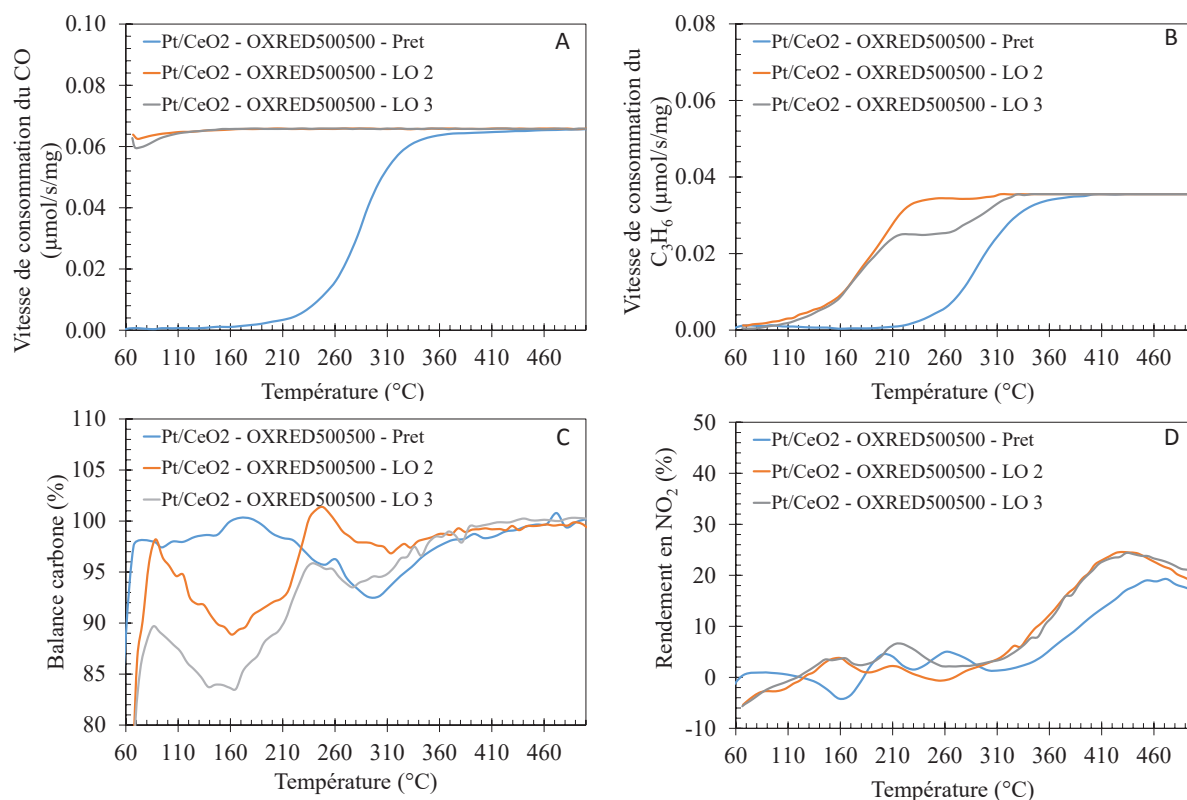 A
Vitesse de consommation du CO
(µmol/s/mg)
0.10
0.08
0.06
0.04
0.02
0.00
Pt/CeO2 - OXRED500500 - Pret
Pt/CeO2 - OXRED500500 - LO 2
Pt/CeO2 - OXRED500500 - LO 3
60 110 160 210 260 310 360 410 460
Température (°C)
B
Vitesse de consommation du
C₃H₆ (µmol/s/mg)
0.08
0.06
0.04
0.02
0.00
Pt/CeO2 - OXRED500500 - Pret
Pt/CeO2 - OXRED500500 - LO 2
Pt/CeO2 - OXRED500500 - LO 3
60 110 160 210 260 310 360 410 460
Température (°C)
C
Balance carbone (%)
110
105
100
95
90
85
80
Pt/CeO2 - OXRED500500 - Pret
Pt/CeO2 - OXRED500500 - LO 2
Pt/CeO2 - OXRED500500 - LO 3
60 110 160 210 260 310 360 410 460
Température (°C)
D
Rendement en NO₂ (%)
50
40
30
20
10
0
-10
Pt/CeO2 - OXRED500500 - Pret
Pt/CeO2 - OXRED500500 - LO 2
Pt/CeO2 - OXRED500500 - LO 3
60 110 160 210 260 310 360 410 460
Température (°C)